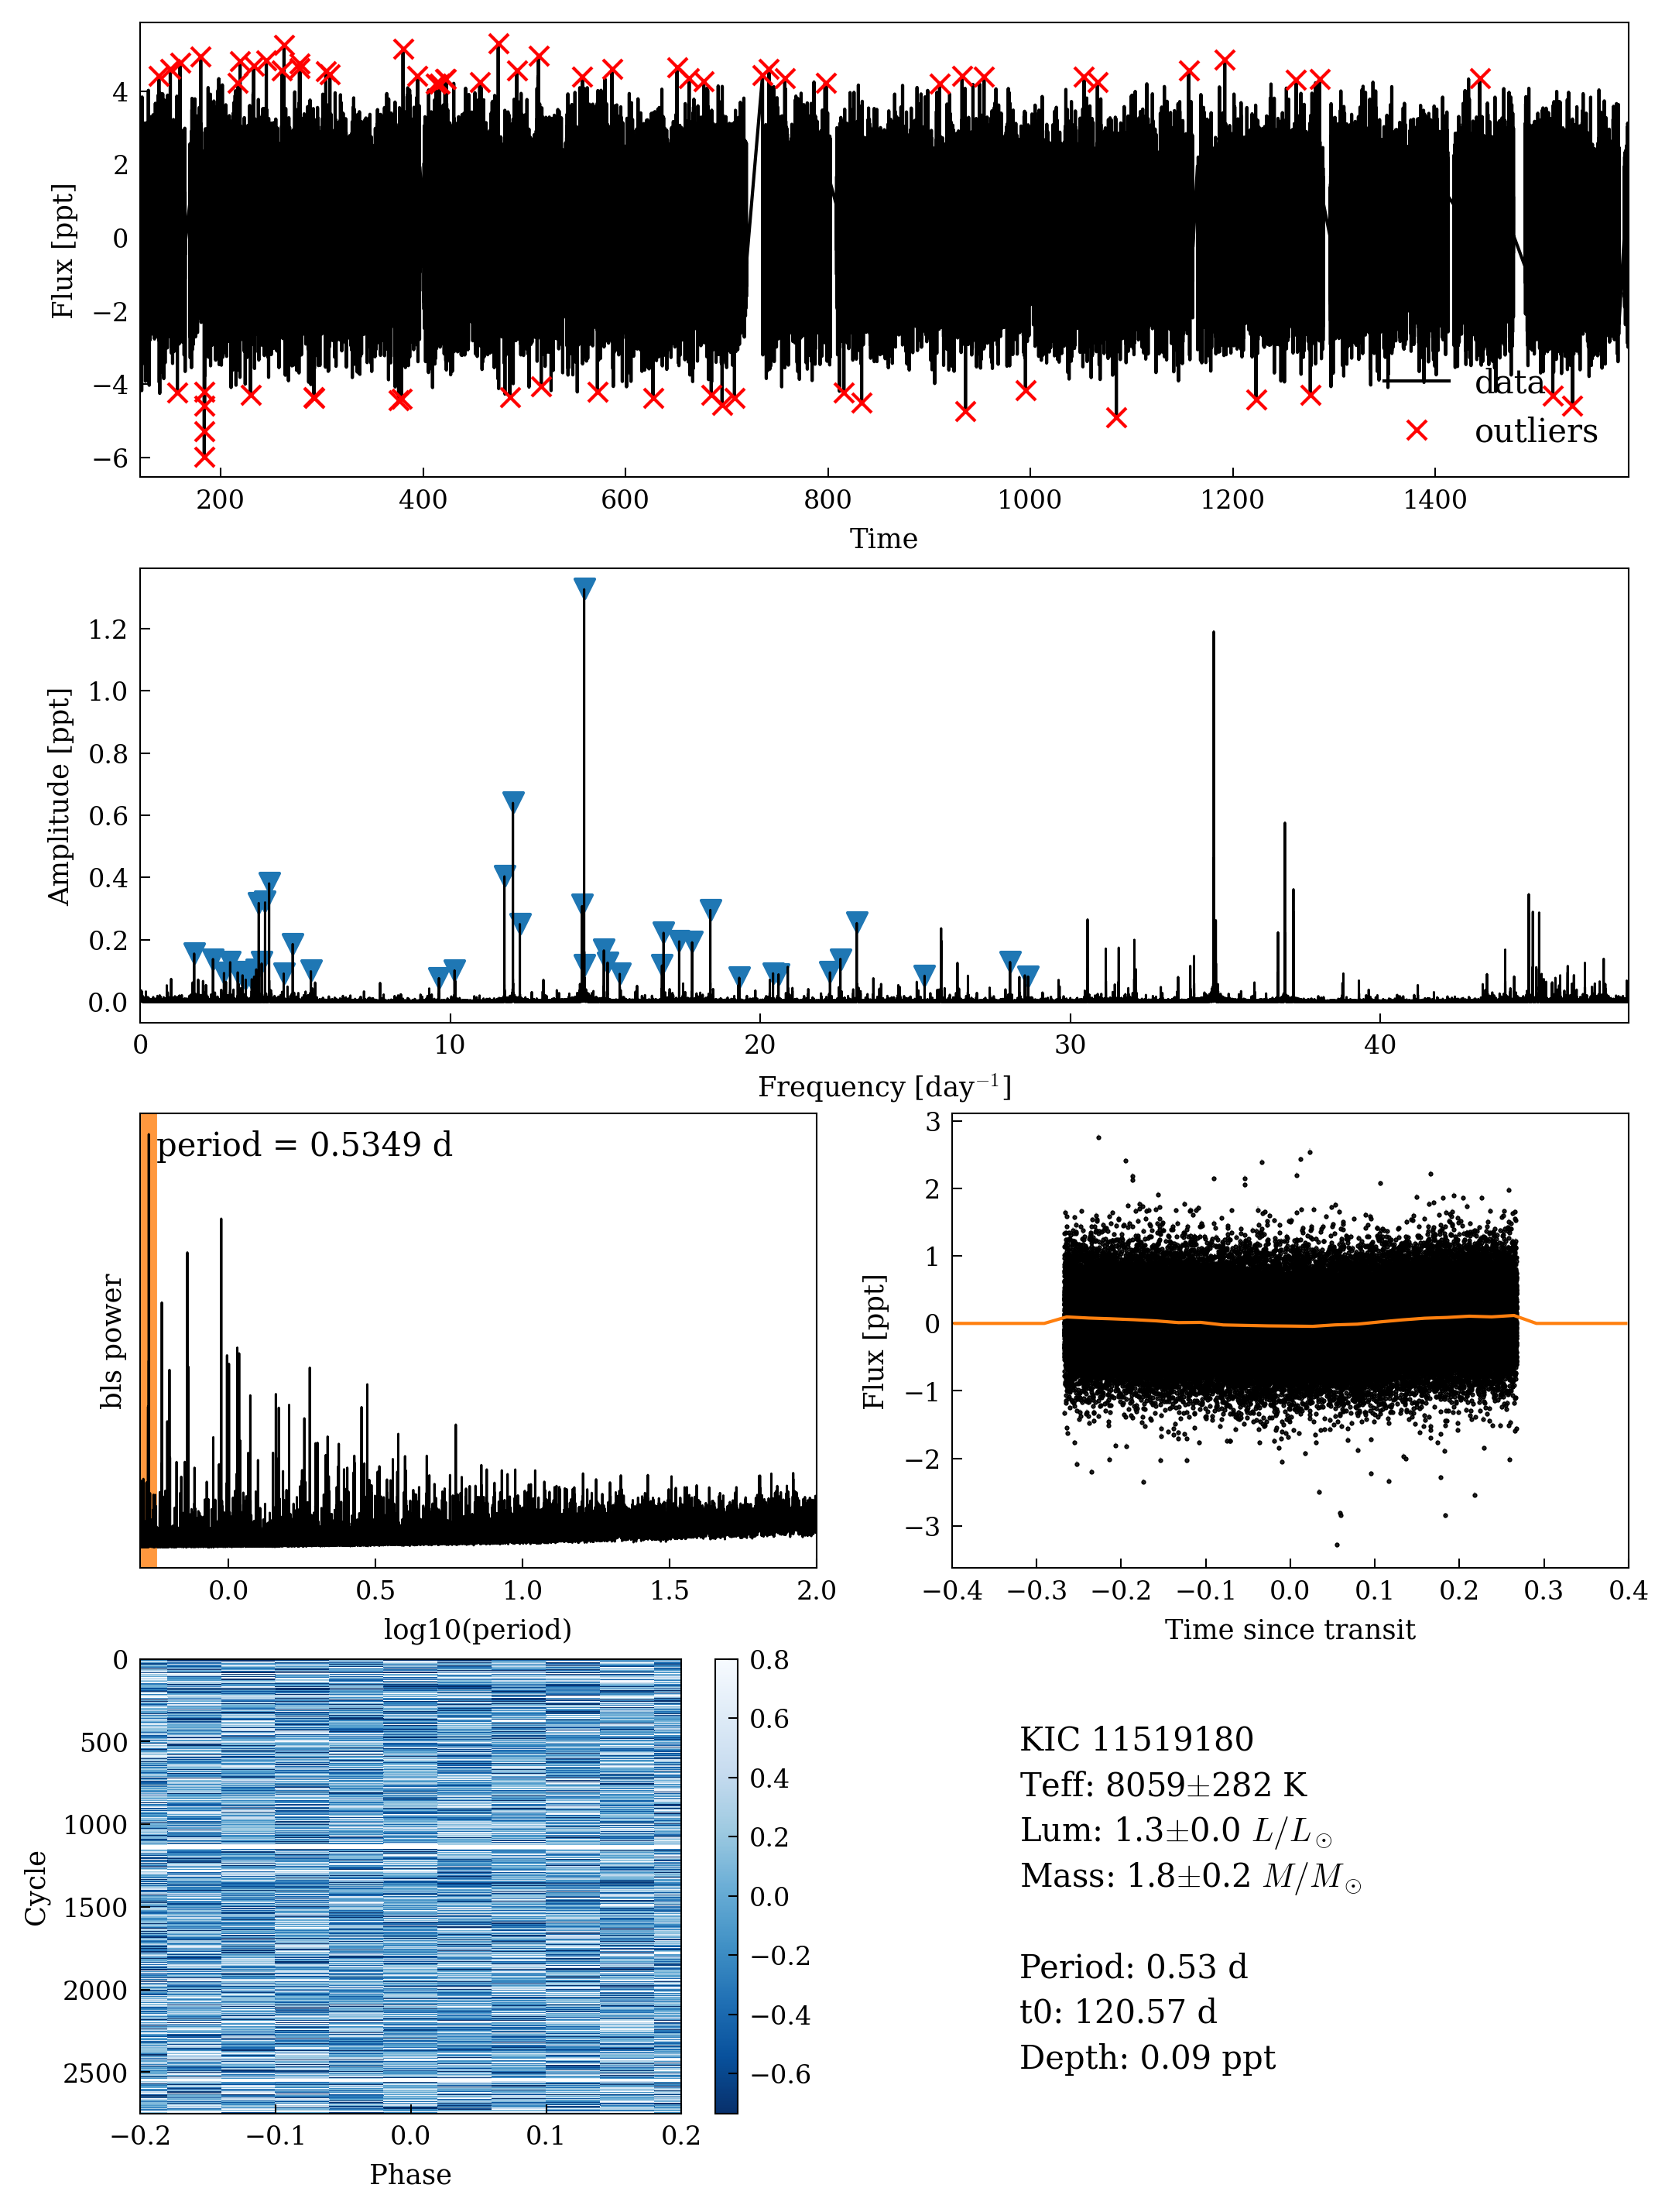 4
2
0
−2
−4
−6
Flux [ppt]
data
outliers
200 400 600 800 1000 1200 1400
Time
1.2
1.0
0.8
0.6
0.4
0.2
0.0
Amplitude [ppt]
0 10 20 30 40
Frequency [day⁻¹]
period = 0.5349 d
bls power
0.0 0.5 1.0 1.5 2.0
log10(period)
3
2
1
0
−1
−2
−3
Flux [ppt]
−0.4 −0.3 −0.2 −0.1 0.0 0.1 0.2 0.3 0.4
Time since transit
0
500
1000
1500
2000
2500
Cycle
−0.2 −0.1 0.0 0.1 0.2
Phase
0.8
0.6
0.4
0.2
0.0
−0.2
−0.4
−0.6
KIC 11519180
Teff: 8059±282 K
Lum: 1.3±0.0 L/L⊙
Mass: 1.8±0.2 M/M⊙
Period: 0.53 d
t0: 120.57 d
Depth: 0.09 ppt